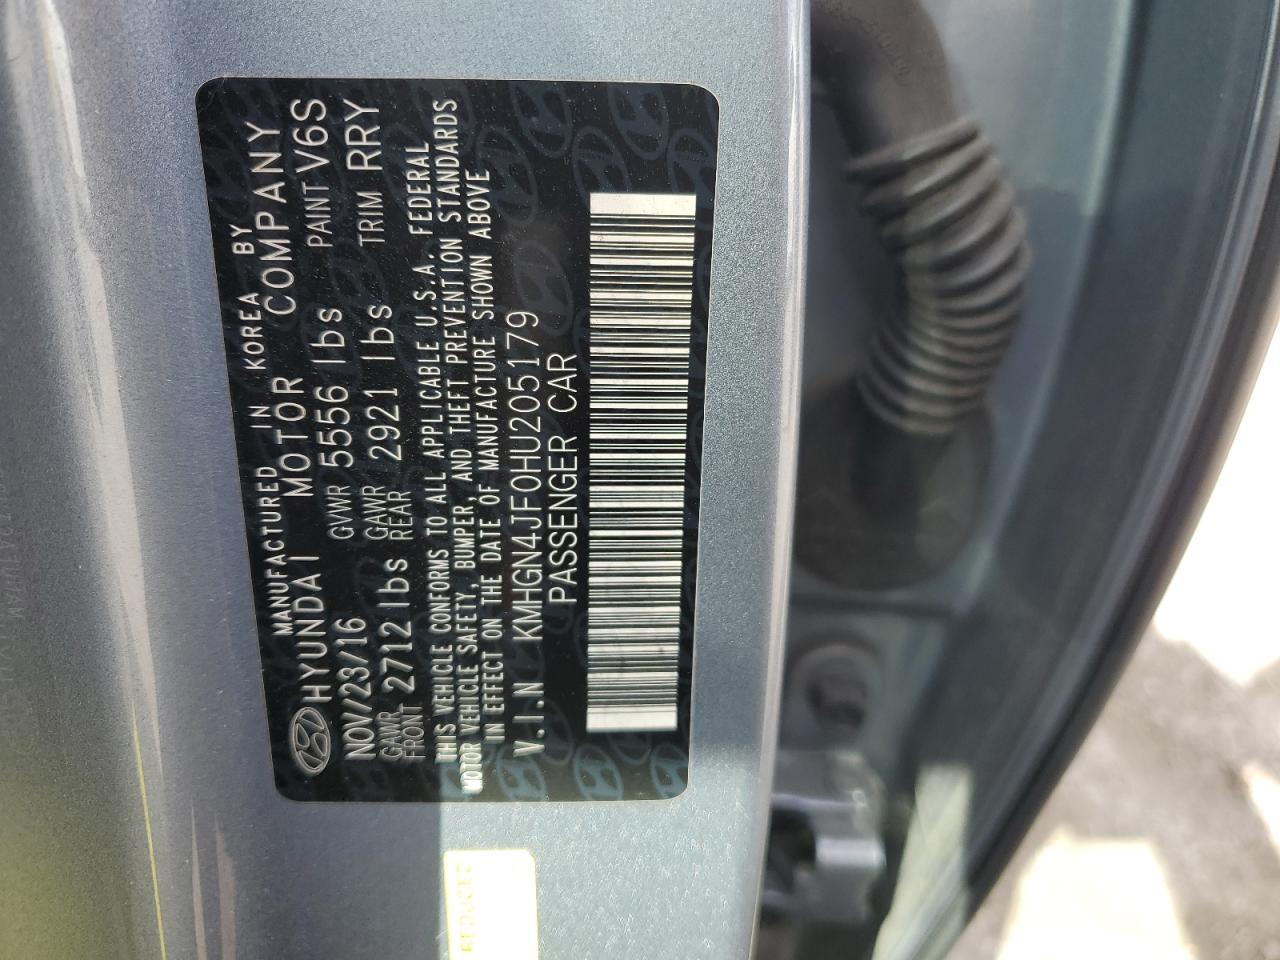 MANUFACTURED IN KOREA BY
HYUNDAI MOTOR COMPANY
NOV/23/16 GVWR 5556 lbs PAINT V6S
GAWR FRONT 2712 lbs GAWR REAR 2921 lbs TRIM RRY
THIS VEHICLE CONFORMS TO ALL APPLICABLE U.S.A. FEDERAL
MOTOR VEHICLE SAFETY, BUMPER, AND THEFT PREVENTION STANDARDS
IN EFFECT ON THE DATE OF MANUFACTURE SHOWN ABOVE
V.I.N KMHGN4JF0HU205179
PASSENGER CAR